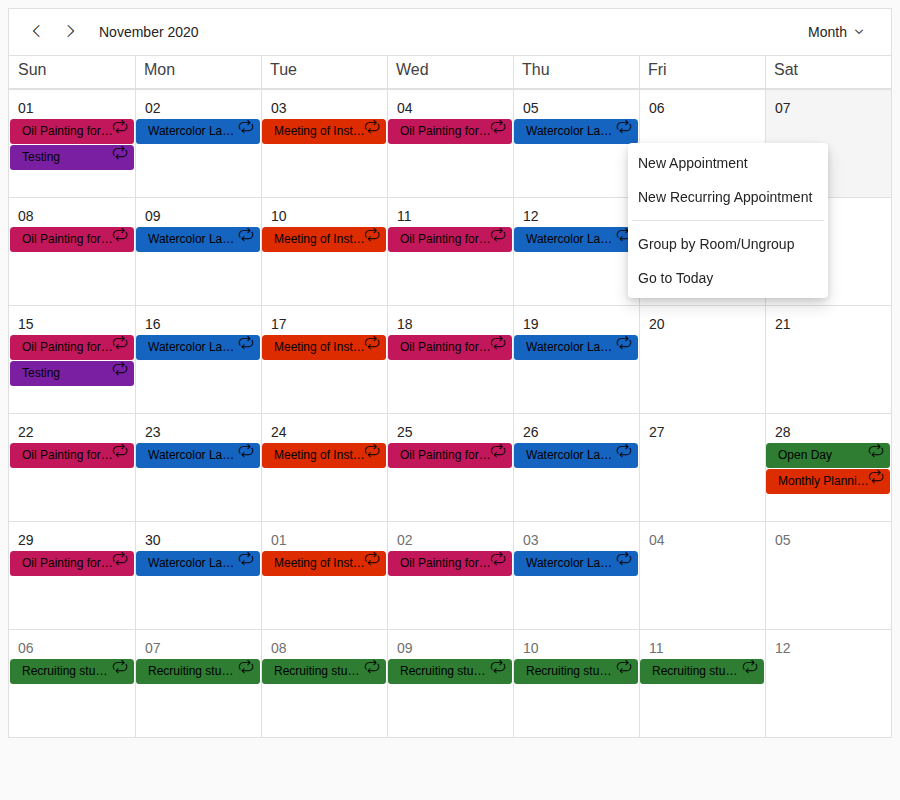 November 2020 Month
Sun Mon Tue Wed Thu Fri Sat
01 02 03 04 05 06 07
Oil Painting for... Watercolor La... Meeting of Inst... Oil Painting for... Watercolor La...
Testing
New Appointment
New Recurring Appointment
Group by Room/Ungroup
Go to Today
08 09 10 11 12
Oil Painting for... Watercolor La... Meeting of Inst... Oil Painting for... Watercolor La...
15 16 17 18 19 20 21
Oil Painting for... Watercolor La... Meeting of Inst... Oil Painting for... Watercolor La...
Testing
22 23 24 25 26 27 28
Oil Painting for... Watercolor La... Meeting of Inst... Oil Painting for... Watercolor La... Open Day
Monthly Planni...
29 30 01 02 03 04 05
Oil Painting for... Watercolor La... Meeting of Inst... Oil Painting for... Watercolor La...
06 07 08 09 10 11 12
Recruiting stu... Recruiting stu... Recruiting stu... Recruiting stu... Recruiting stu... Recruiting stu...